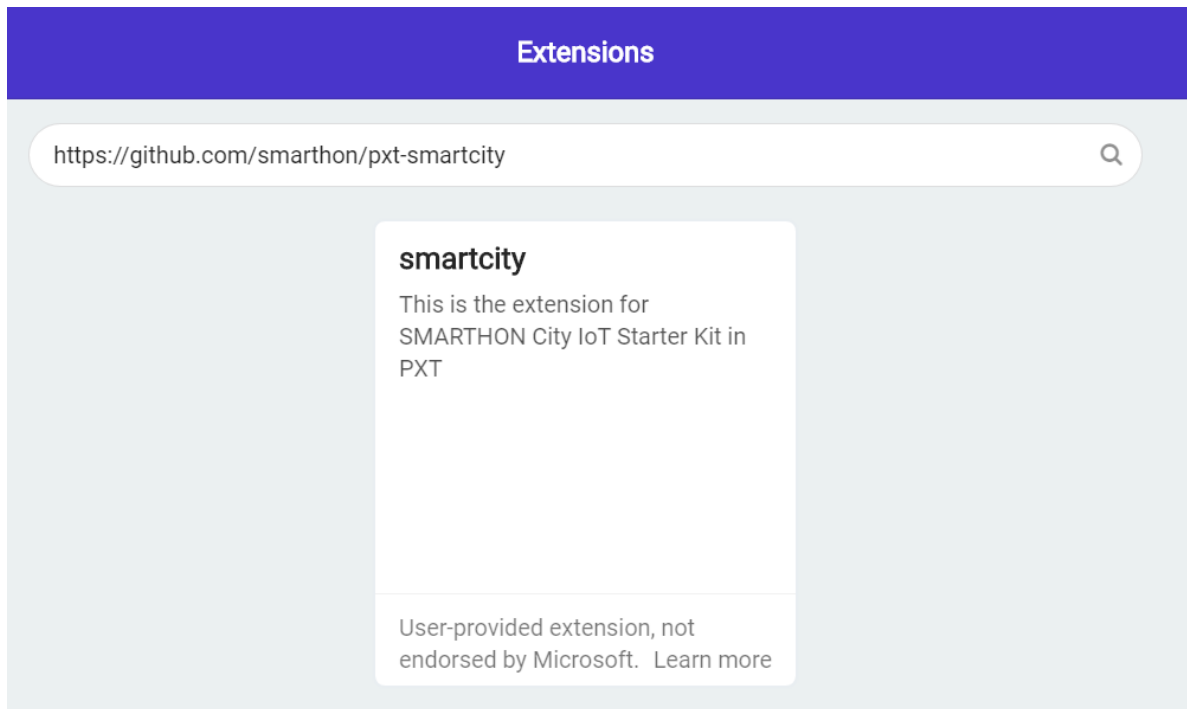 Extensions
https://github.com/smarthon/pxt-smartcity
smartcity
This is the extension for
SMARTHON City IoT Starter Kit in
PXT
User-provided extension, not
endorsed by Microsoft. Learn more